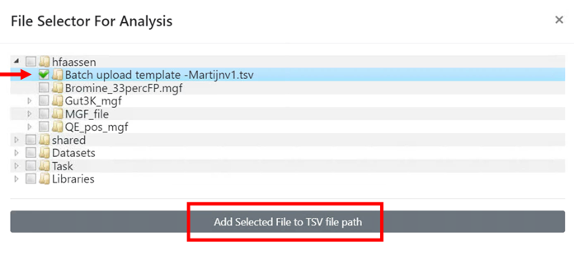 File Selector For Analysis
×
hfaassen
Batch upload template -Martijnv1.tsv
Bromine_33percFP.mgf
Gut3K_mgf
MGF_file
QE_pos_mgf
shared
Datasets
Task
Libraries
Add Selected File to TSV file path